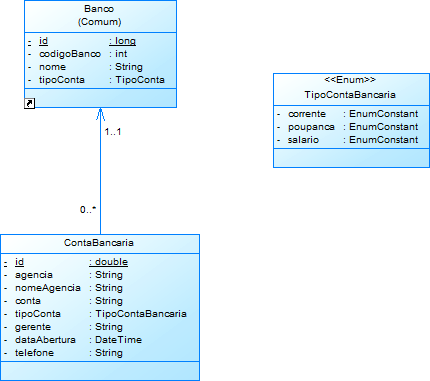 Banco
(Comum)
- id : long
- codigoBanco : int
- nome : String
- tipoConta : TipoConta
<<Enum>>
TipoContaBancaria
- corrente : EnumConstant
- poupanca : EnumConstant
- salario : EnumConstant
1..1
0..*
ContaBancaria
- id : double
- agencia : String
- nomeAgencia : String
- conta : String
- tipoConta : TipoContaBancaria
- gerente : String
- dataAbertura : DateTime
- telefone : String